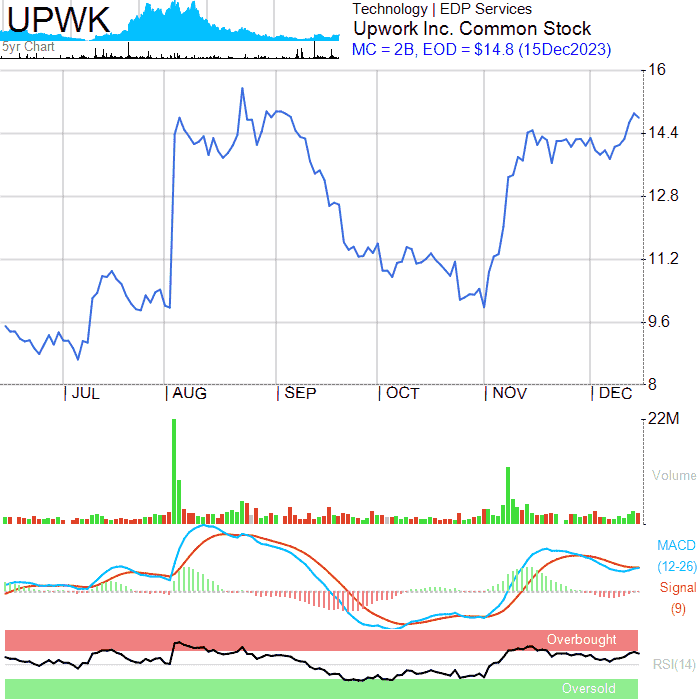 UPWK
5yr Chart
Technology | EDP Services
Upwork Inc. Common Stock
MC = 2B, EOD = $14.8 (15Dec2023)
16
14.4
12.8
11.2
9.6
8
JUL AUG SEP OCT NOV DEC
22M
Volume
MACD
(12-26)
Signal
(9)
Overbought
RSI(14)
Oversold